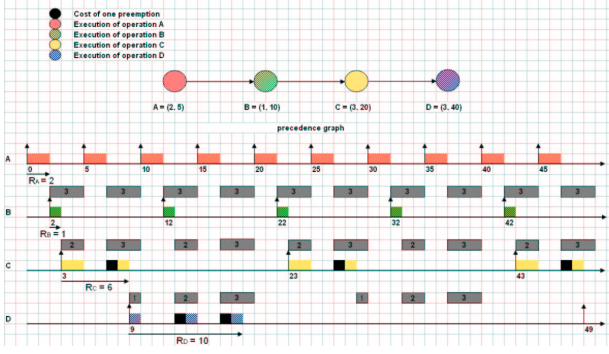 Cost of one preemption
Execution of operation A
Execution of operation B
Execution of operation C
Execution of operation D
A = (2, 5) B = (1, 10) C = (3, 20) D = (3, 40)
precedence graph
A
0 5 10 15 20 25 30 35 40 45
RA = 2
3 3 3 3 3 3 3 3 3 3
B
2 12 22 32 42
RB = 1
2 3 2 3 2 3 2 3 2 3
C
3 23 43
RC = 6
1 2 3 1 2 3
D
9 49
RD = 10